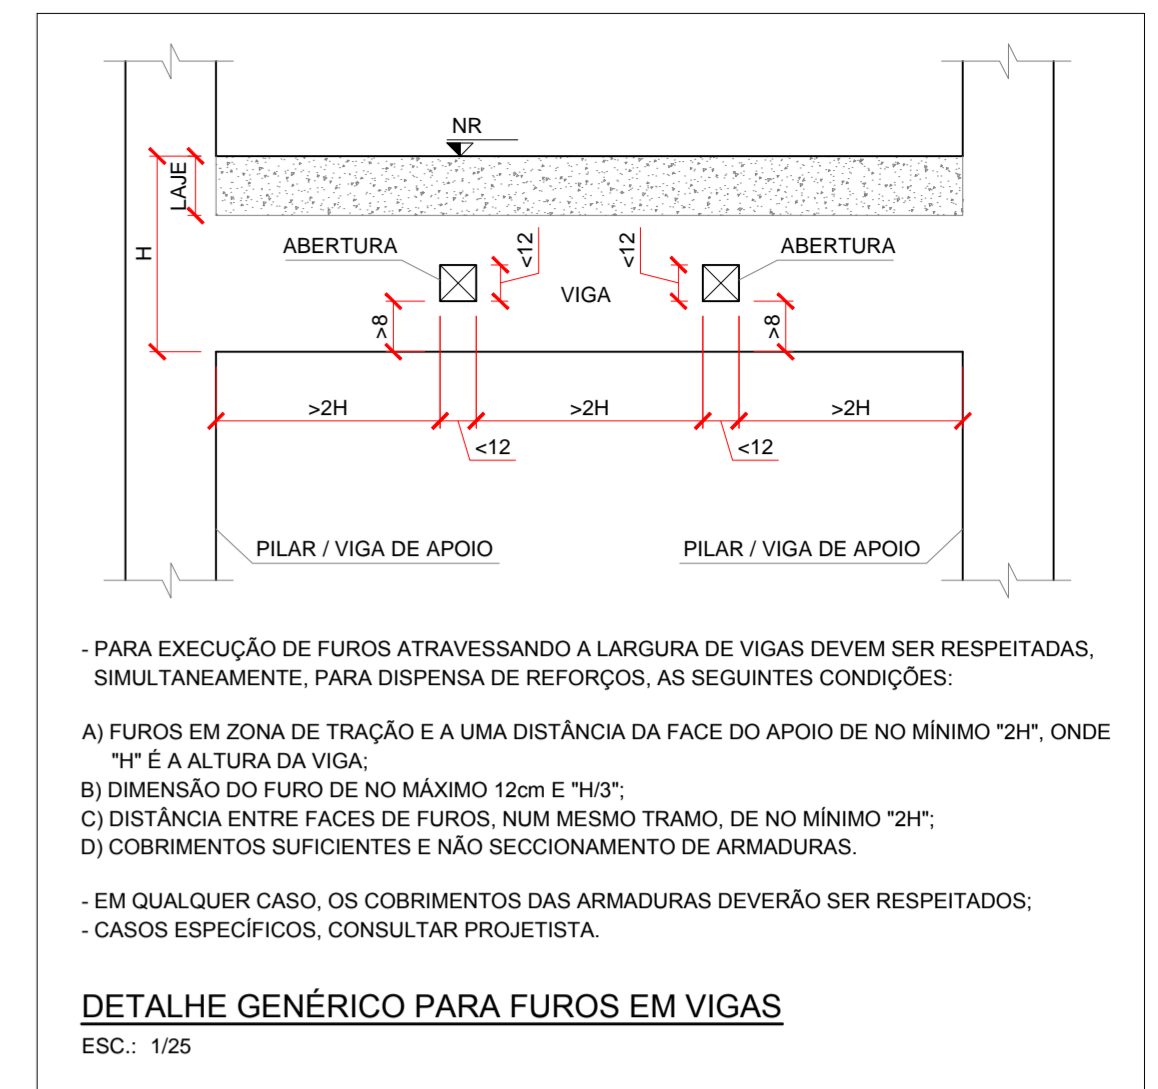 NR
LAJE
H
ABERTURA
<12
<12
ABERTURA
VIGA
>8
>8
>2H
>2H
>2H
<12
<12
PILAR / VIGA DE APOIO
PILAR / VIGA DE APOIO
- PARA EXECUÇÃO DE FUROS ATRAVESSANDO A LARGURA DE VIGAS DEVEM SER RESPEITADAS,
SIMULTANEAMENTE, PARA DISPENSA DE REFORÇOS, AS SEGUINTES CONDIÇÕES:
A) FUROS EM ZONA DE TRAÇÃO E A UMA DISTÂNCIA DA FACE DO APOIO DE NO MÍNIMO "2H", ONDE
"H" É A ALTURA DA VIGA;
B) DIMENSÃO DO FURO DE NO MÁXIMO 12cm E "H/3";
C) DISTÂNCIA ENTRE FACES DE FUROS, NUM MESMO TRAMO, DE NO MÍNIMO "2H";
D) COBRIMENTOS SUFICIENTES E NÃO SECCIONAMENTO DE ARMADURAS.
- EM QUALQUER CASO, OS COBRIMENTOS DAS ARMADURAS DEVERÃO SER RESPEITADOS;
- CASOS ESPECÍFICOS, CONSULTAR PROJETISTA.
DETALHE GENÉRICO PARA FUROS EM VIGAS
ESC.: 1/25